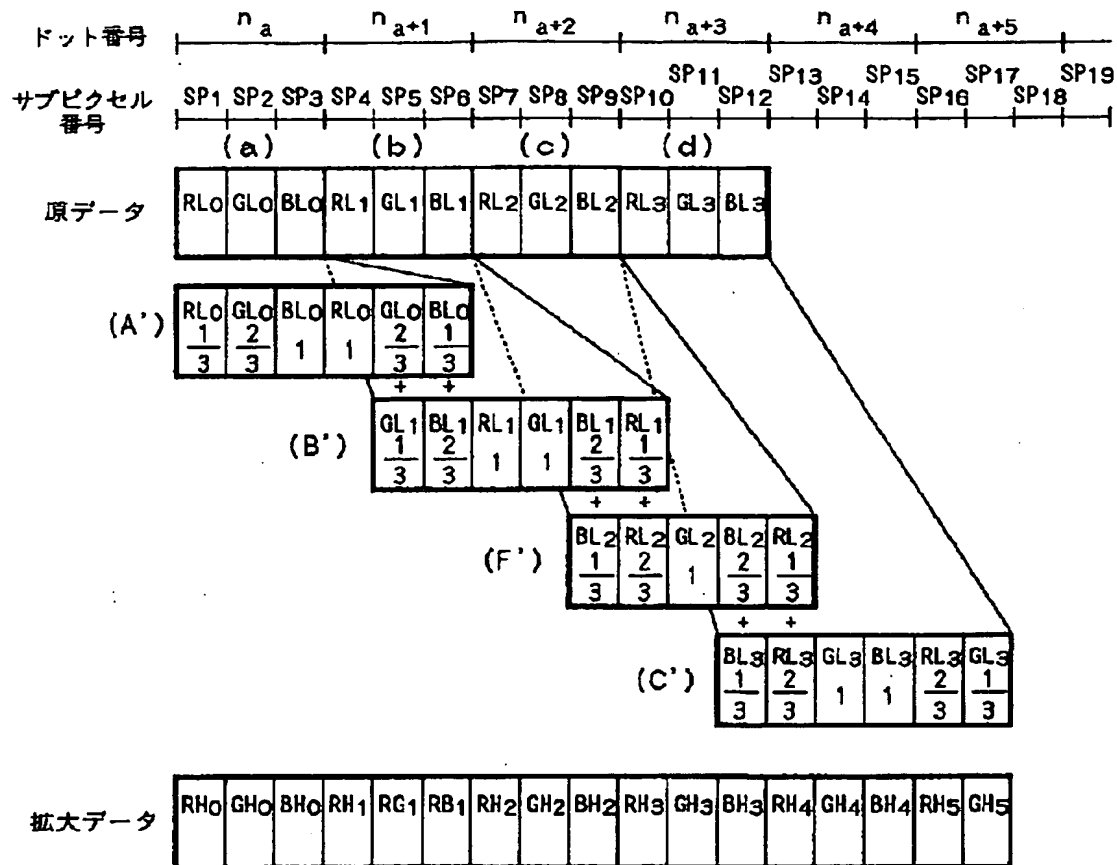 ドット番号 na na+1 na+2 na+3 na+4 na+5
サブピクセル番号 SP1 SP2 SP3 SP4 SP5 SP6 SP7 SP8 SP9 SP10 SP11 SP12 SP13 SP14 SP15 SP16 SP17 SP18 SP19
(a) (b) (c) (d)
原データ RL0 GL0 BL0 RL1 GL1 BL1 RL2 GL2 BL2 RL3 GL3 BL3
(A') RL0 GL0 BL0 RL0 GL0 BL0
1/3 2/3 1 1 2/3 1/3
+ +
(B') GL1 BL1 RL1 GL1 BL1 RL1
1/3 2/3 1 1 2/3 1/3
+ +
(F') BL2 RL2 GL2 BL2 RL2
1/3 2/3 1 2/3 1/3
+ +
(C') BL3 RL3 GL3 BL3 RL3 GL3
1/3 2/3 1 1 2/3 1/3
拡大データ RH0 GH0 BH0 RH1 RG1 RB1 RH2 GH2 BH2 RH3 GH3 BH3 RH4 GH4 BH4 RH5 GH5